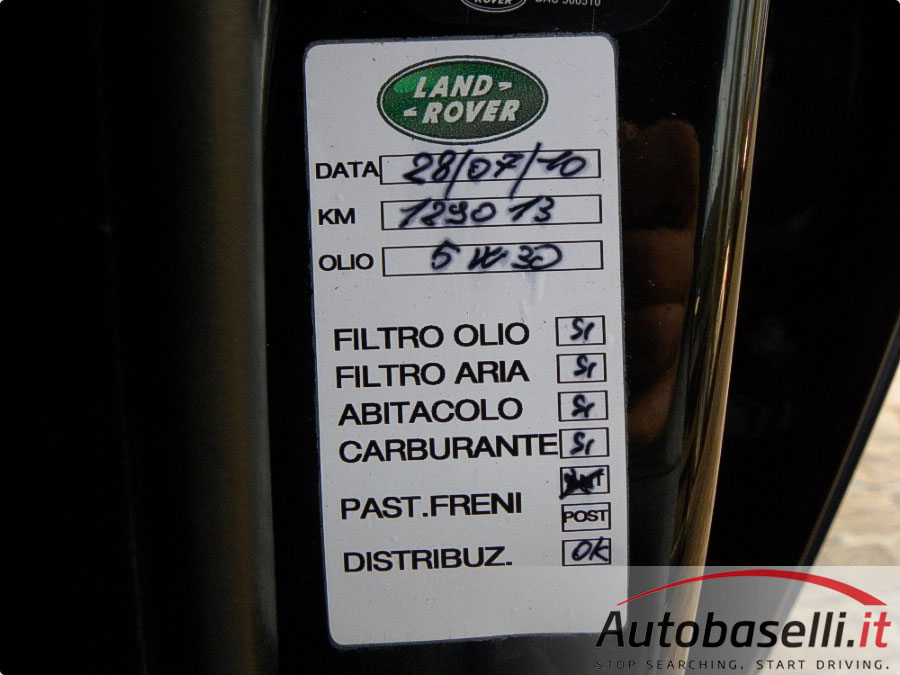 LAND-
-ROVER
DATA 28/07/10
KM 129013
OLIO 5W30
FILTRO OLIO SI
FILTRO ARIA SI
ABITACOLO SI
CARBURANTE SI
PAST.FRENI
POST
DISTRIBUZ. OK
Autobaselli.it
STOP SEARCHING. START DRIVING.